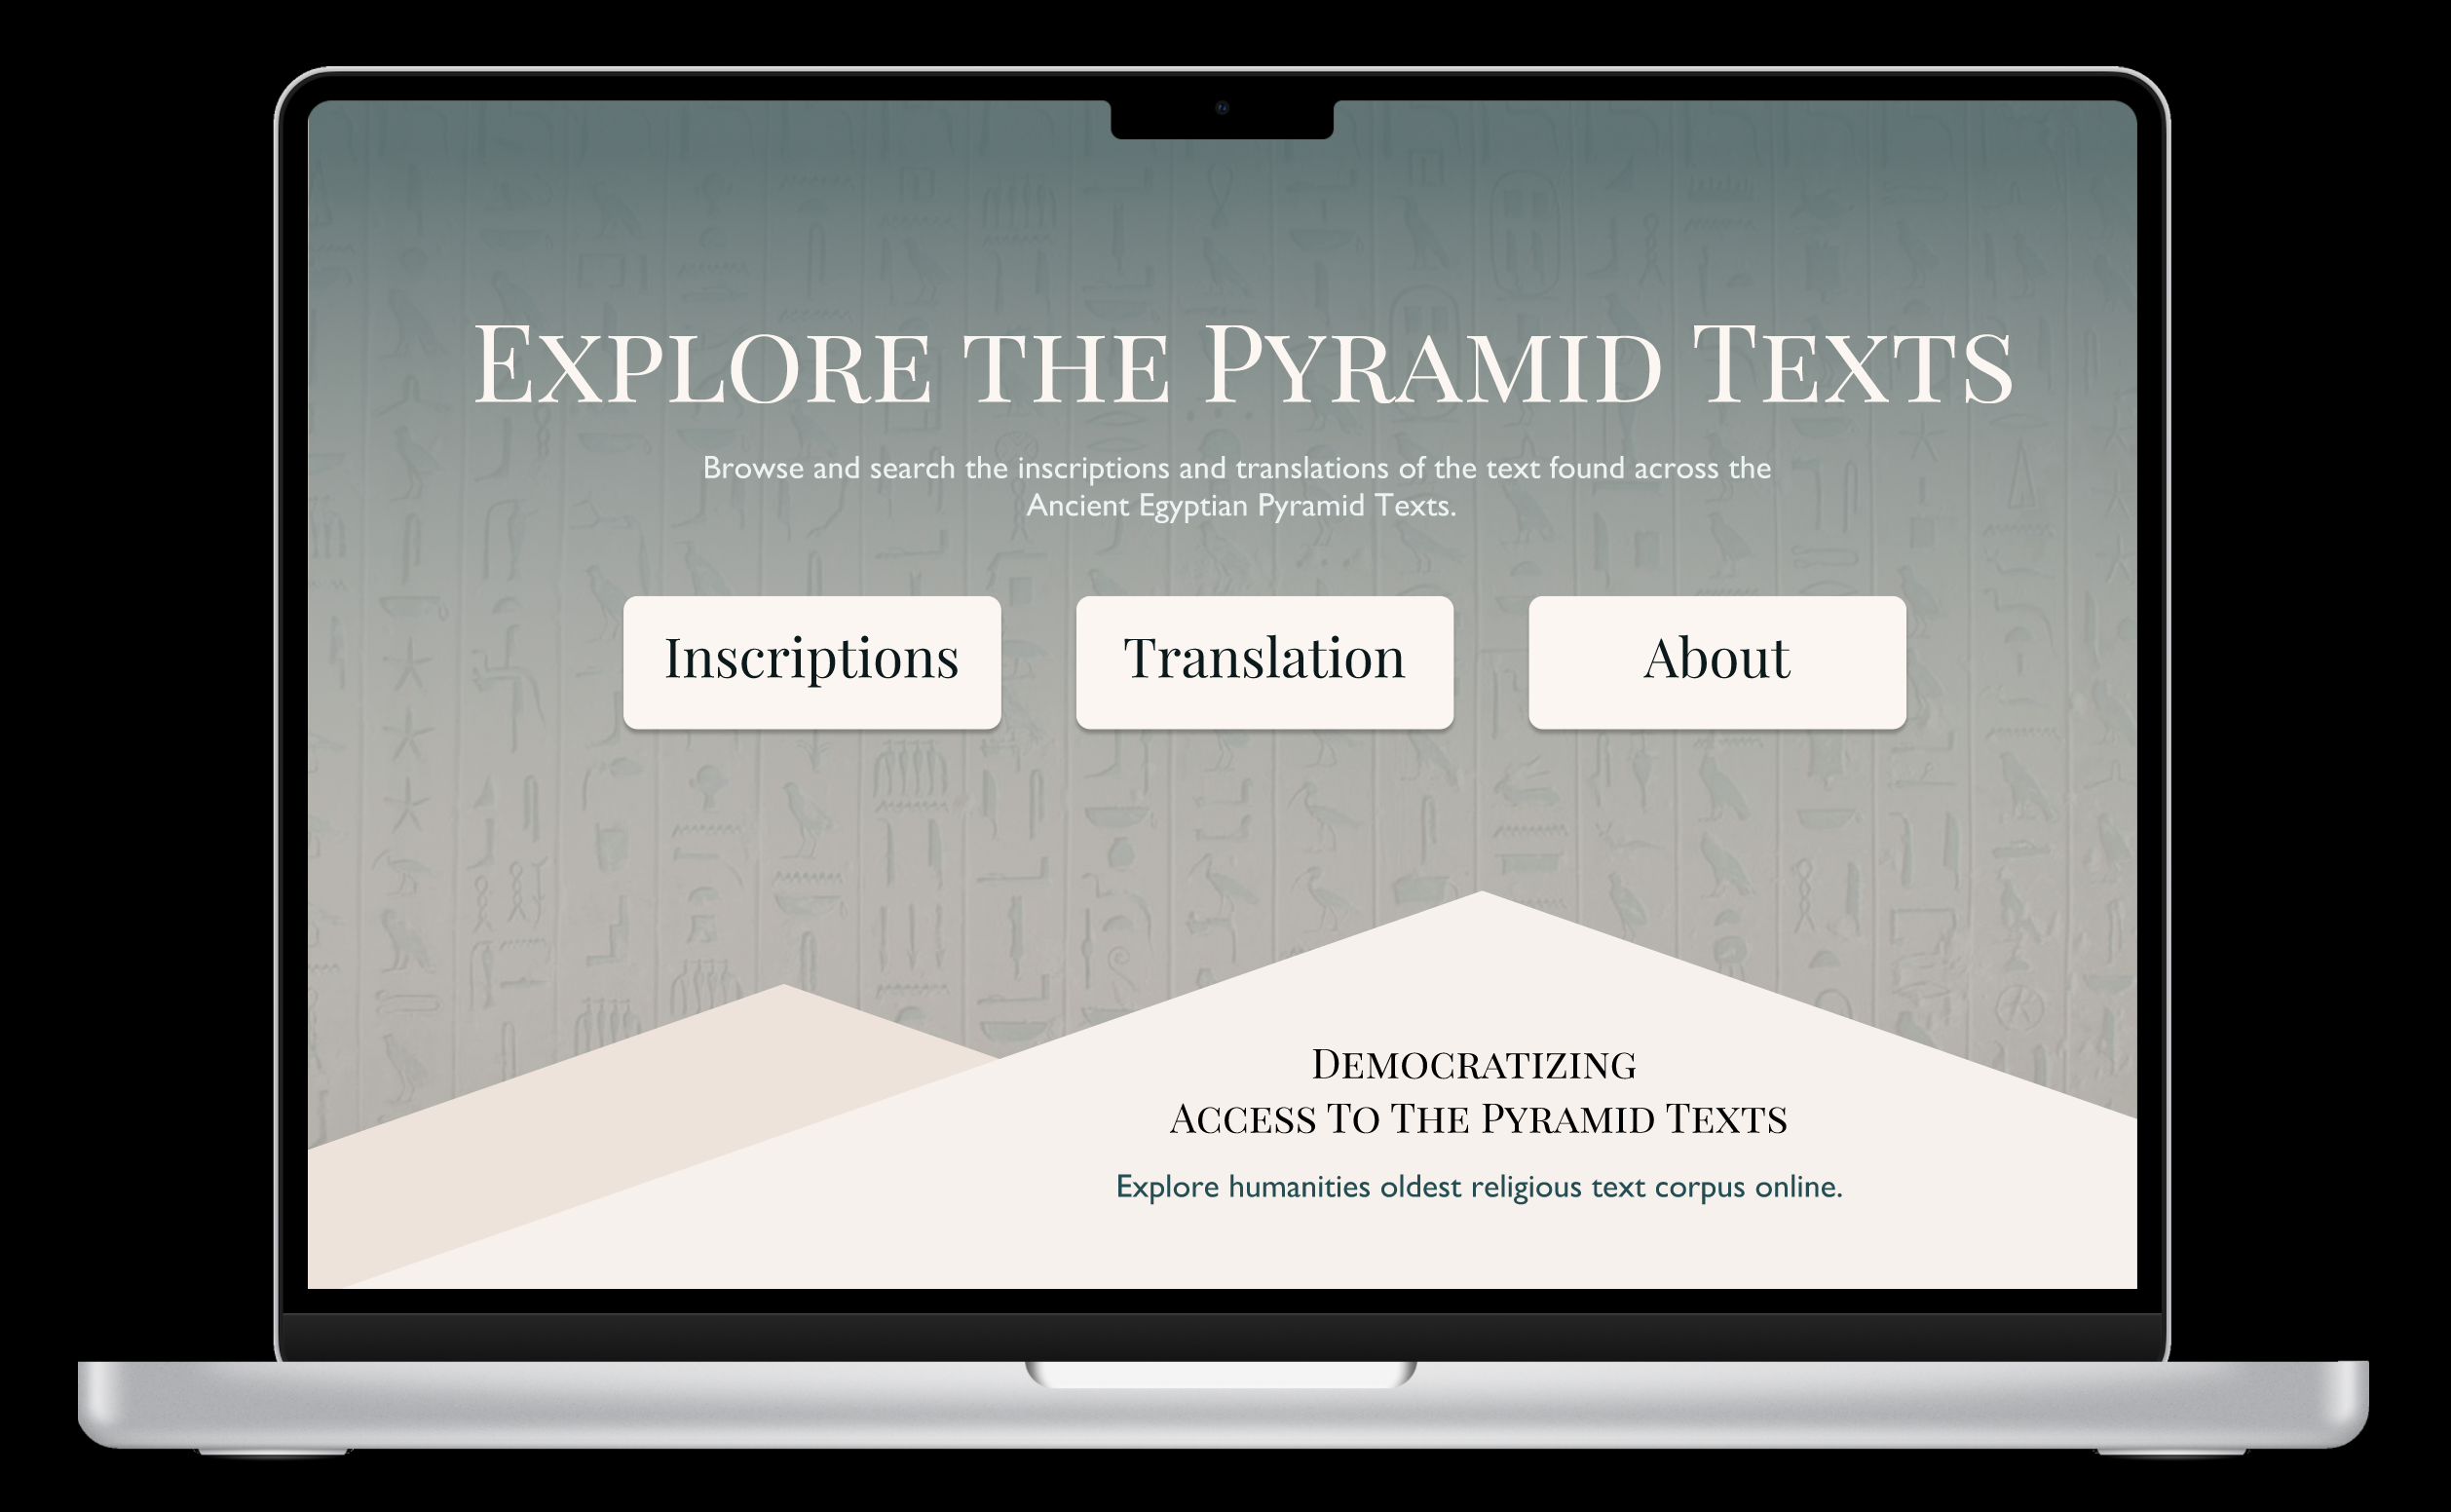 Explore the Pyramid Texts
Browse and search the inscriptions and translations of the text found across the
Ancient Egyptian Pyramid Texts.
Inscriptions
Translation
About
Democratizing
Access To The Pyramid Texts
Explore humanities oldest religious text corpus online.